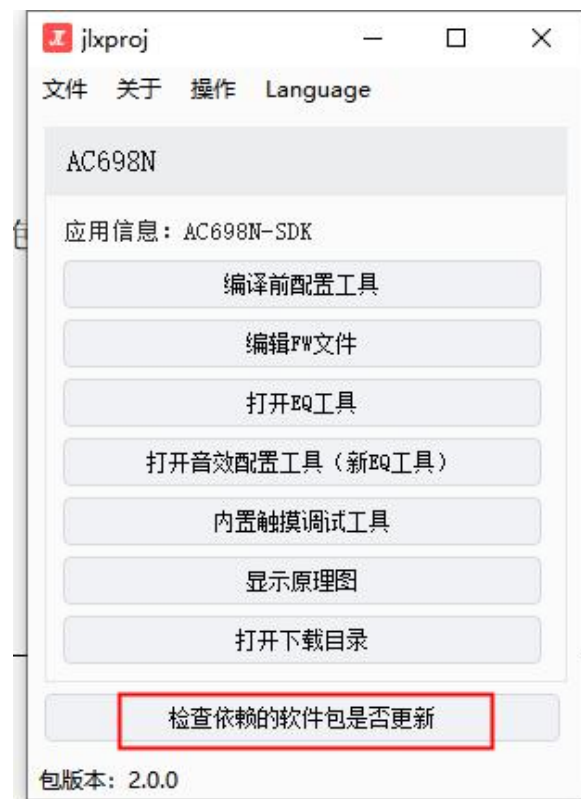 jlxproj
文件 关于 操作 Language
AC698N
应用信息：AC698N-SDK
编译前配置工具
编辑FW文件
打开EQ工具
打开音效配置工具（新EQ工具）
内置触摸调试工具
显示原理图
打开下载目录
检查依赖的软件包是否更新
包版本：2.0.0